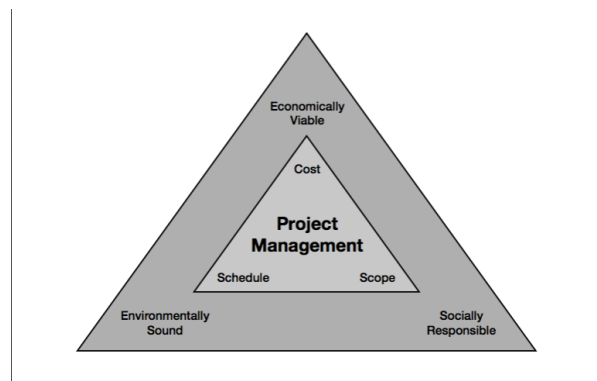 Economically
Viable
Cost
Project
Management
Schedule
Scope
Environmentally
Sound
Socially
Responsible